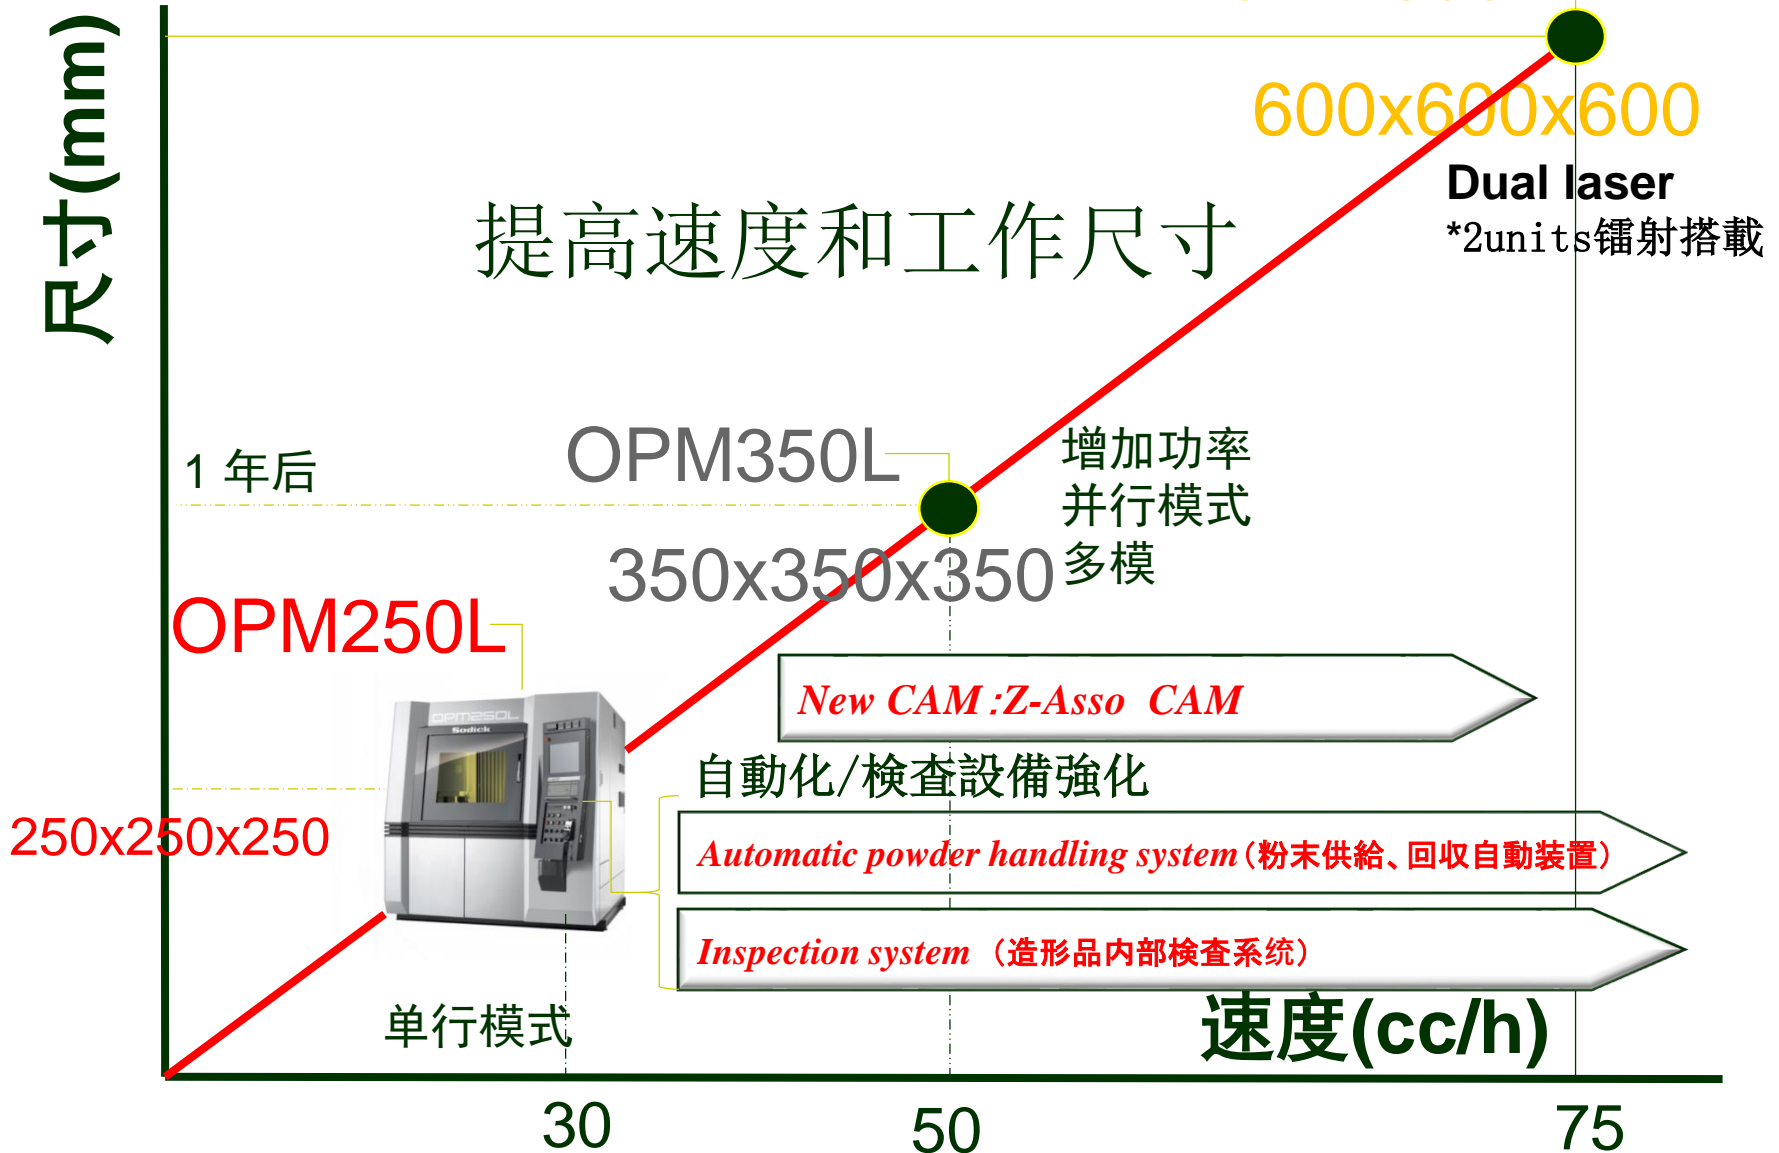 尺寸(mm)
600x600x600
Dual laser
*2units镭射搭載
提高速度和工作尺寸
1 年后
OPM350L
增加功率
并行模式
多模
350x350x350
OPM250L
New CAM :Z-Asso CAM
OPM250L
Sodick
自動化/検査設備強化
250x250x250
Automatic powder handling system（粉末供給、回収自動装置）
Inspection system （造形品内部検査系统）
单行模式
速度(cc/h)
30
50
75